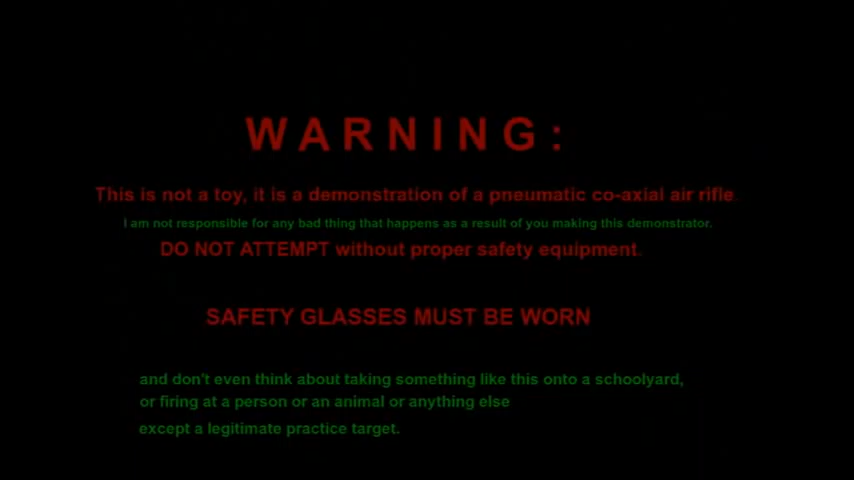 WARNING:
This is not a toy, it is a demonstration of a pneumatic co-axial air rifle
I am not responsible for any bad thing that happens as a result of you making this demonstrator.
DO NOT ATTEMPT without proper safety equipment.
SAFETY GLASSES MUST BE WORN
and don't even think about taking something like this onto a schoolyard,
or firing at a person or an animal or anything else
except a legitimate practice target.